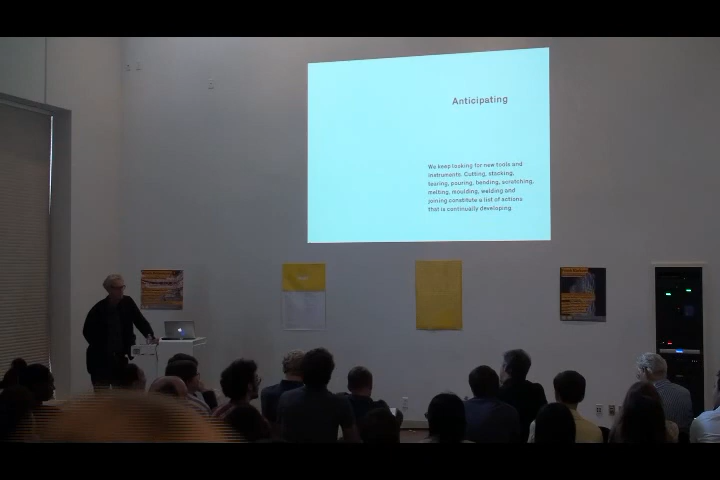 Anticipating
We keep looking for new tools and
instruments. Cutting, stacking,
tearing, pouring, bending, scratching,
melting, moulding, welding and
joining constitute a list of actions
that is continually developing.